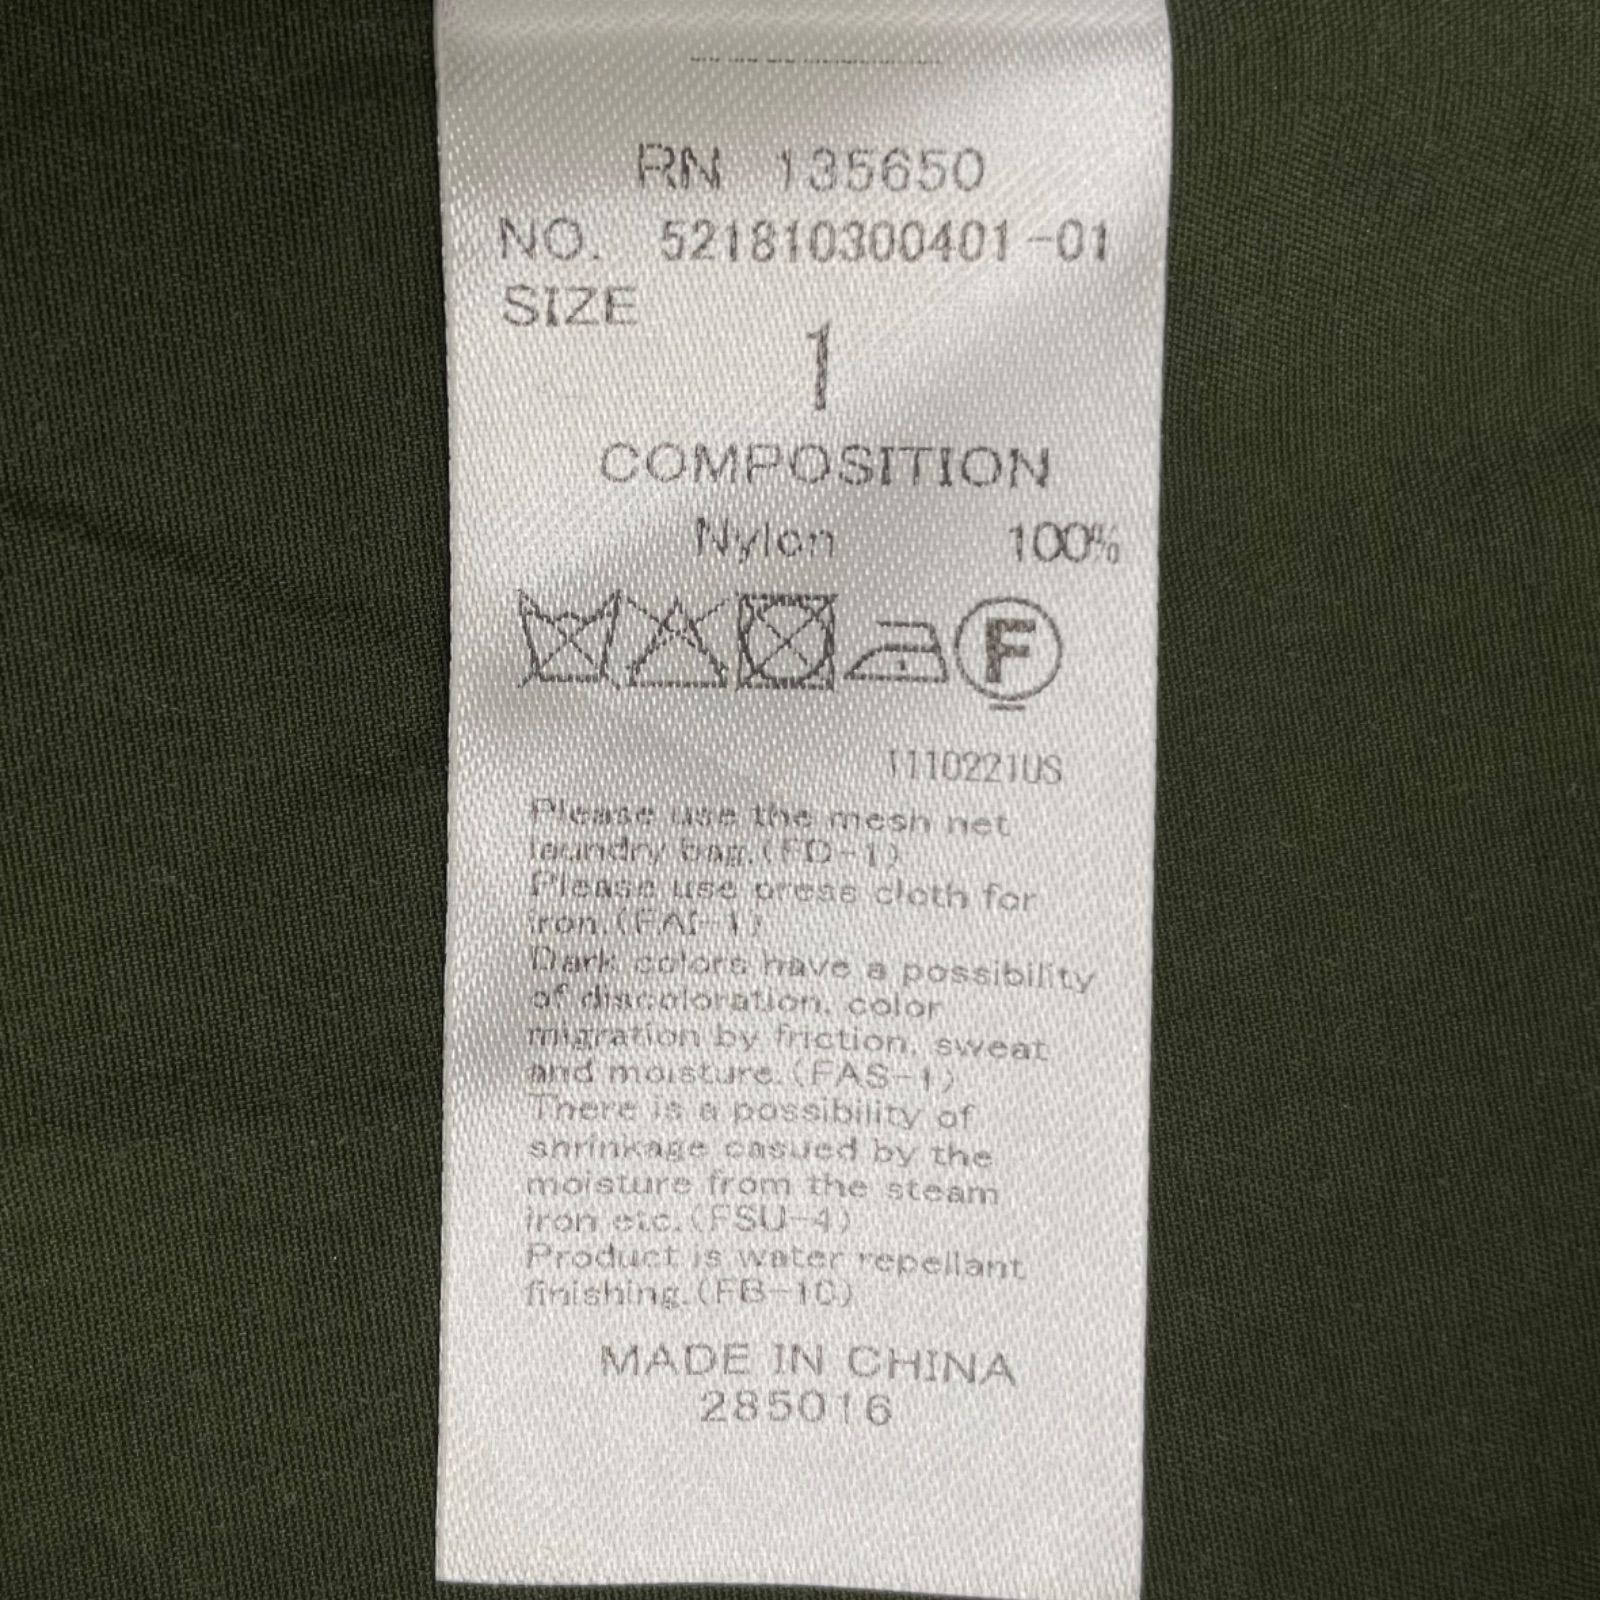 RN 135650
NO. 521810300401-01
SIZE
1
COMPOSITION
Nylon 100%
F
1110221US
Please use the mesh net
laundry bag.(FD-1)
Please use press cloth for
iron.(FAI-1)
Dark colors have a possibility
of discoloration, color
migration by friction, sweat
and moisture.(FAS-1)
There is a possibility of
shrinkage casued by the
moisture from the steam
iron etc.(FSU-4)
Product is water repellant
finishing.(FB-10)
MADE IN CHINA
285016